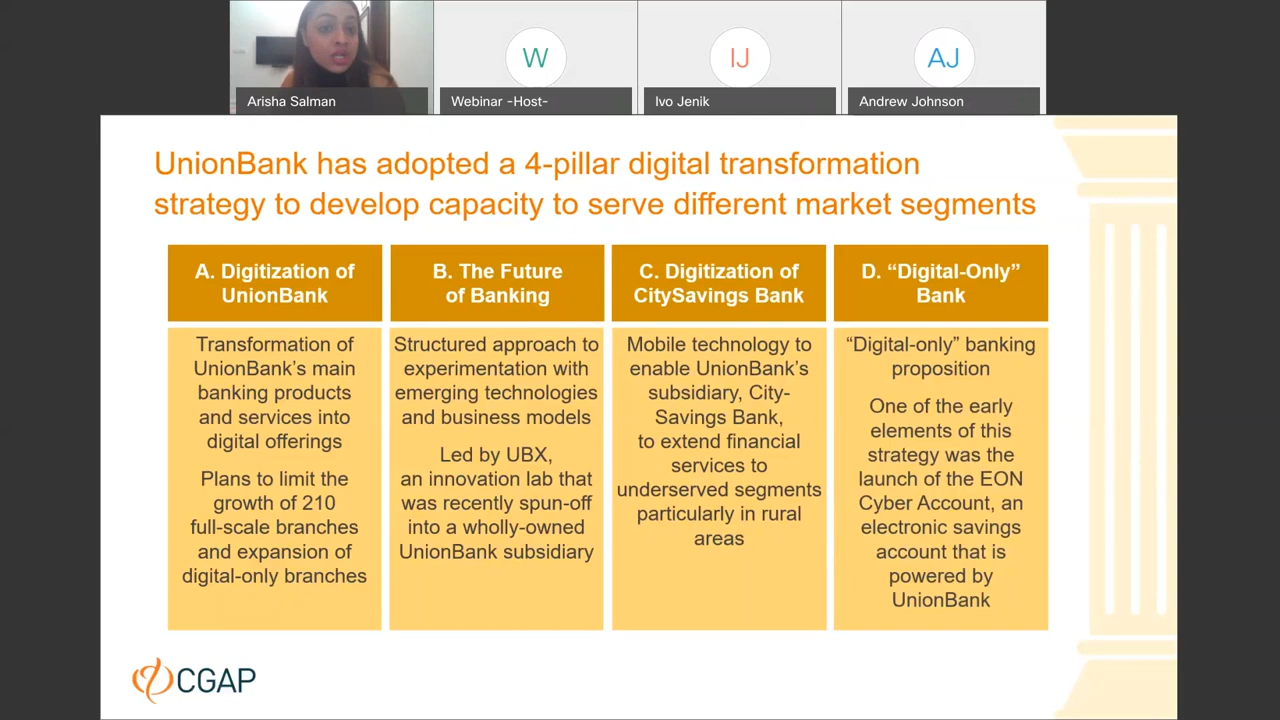 W
IJ
AJ
Arisha Salman
Webinar -Host-
Ivo Jenik
Andrew Johnson
UnionBank has adopted a 4-pillar digital transformation
strategy to develop capacity to serve different market segments
A. Digitization of
UnionBank
Transformation of
UnionBank’s main
banking products
and services into
digital offerings
Plans to limit the
growth of 210
full-scale branches
and expansion of
digital-only branches
B. The Future
of Banking
Structured approach to
experimentation with
emerging technologies
and business models
Led by UBX,
an innovation lab that
was recently spun-off
into a wholly-owned
UnionBank subsidiary
C. Digitization of
CitySavings Bank
Mobile technology to
enable UnionBank’s
subsidiary, City-
Savings Bank,
to extend financial
services to
underserved segments
particularly in rural
areas
D. “Digital-Only”
Bank
“Digital-only” banking
proposition
One of the early
elements of this
strategy was the
launch of the EON
Cyber Account, an
electronic savings
account that is
powered by
UnionBank
CGAP